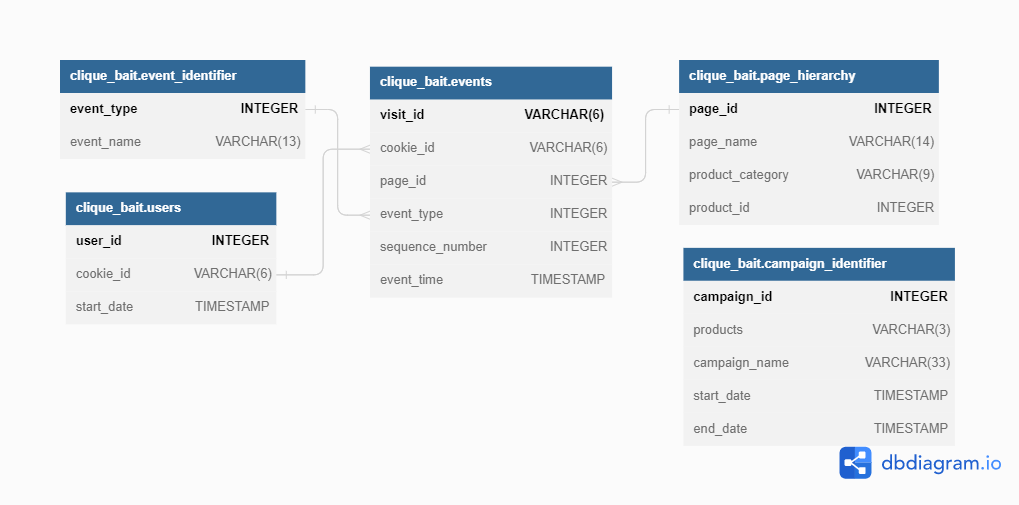 clique_bait.event_identifier
event_type INTEGER
event_name VARCHAR(13)
clique_bait.users
user_id INTEGER
cookie_id VARCHAR(6)
start_date TIMESTAMP
clique_bait.events
visit_id VARCHAR(6)
cookie_id VARCHAR(6)
page_id INTEGER
event_type INTEGER
sequence_number INTEGER
event_time TIMESTAMP
clique_bait.page_hierarchy
page_id INTEGER
page_name VARCHAR(14)
product_category VARCHAR(9)
product_id INTEGER
clique_bait.campaign_identifier
campaign_id INTEGER
products VARCHAR(3)
campaign_name VARCHAR(33)
start_date TIMESTAMP
end_date TIMESTAMP
dbdiagram.io